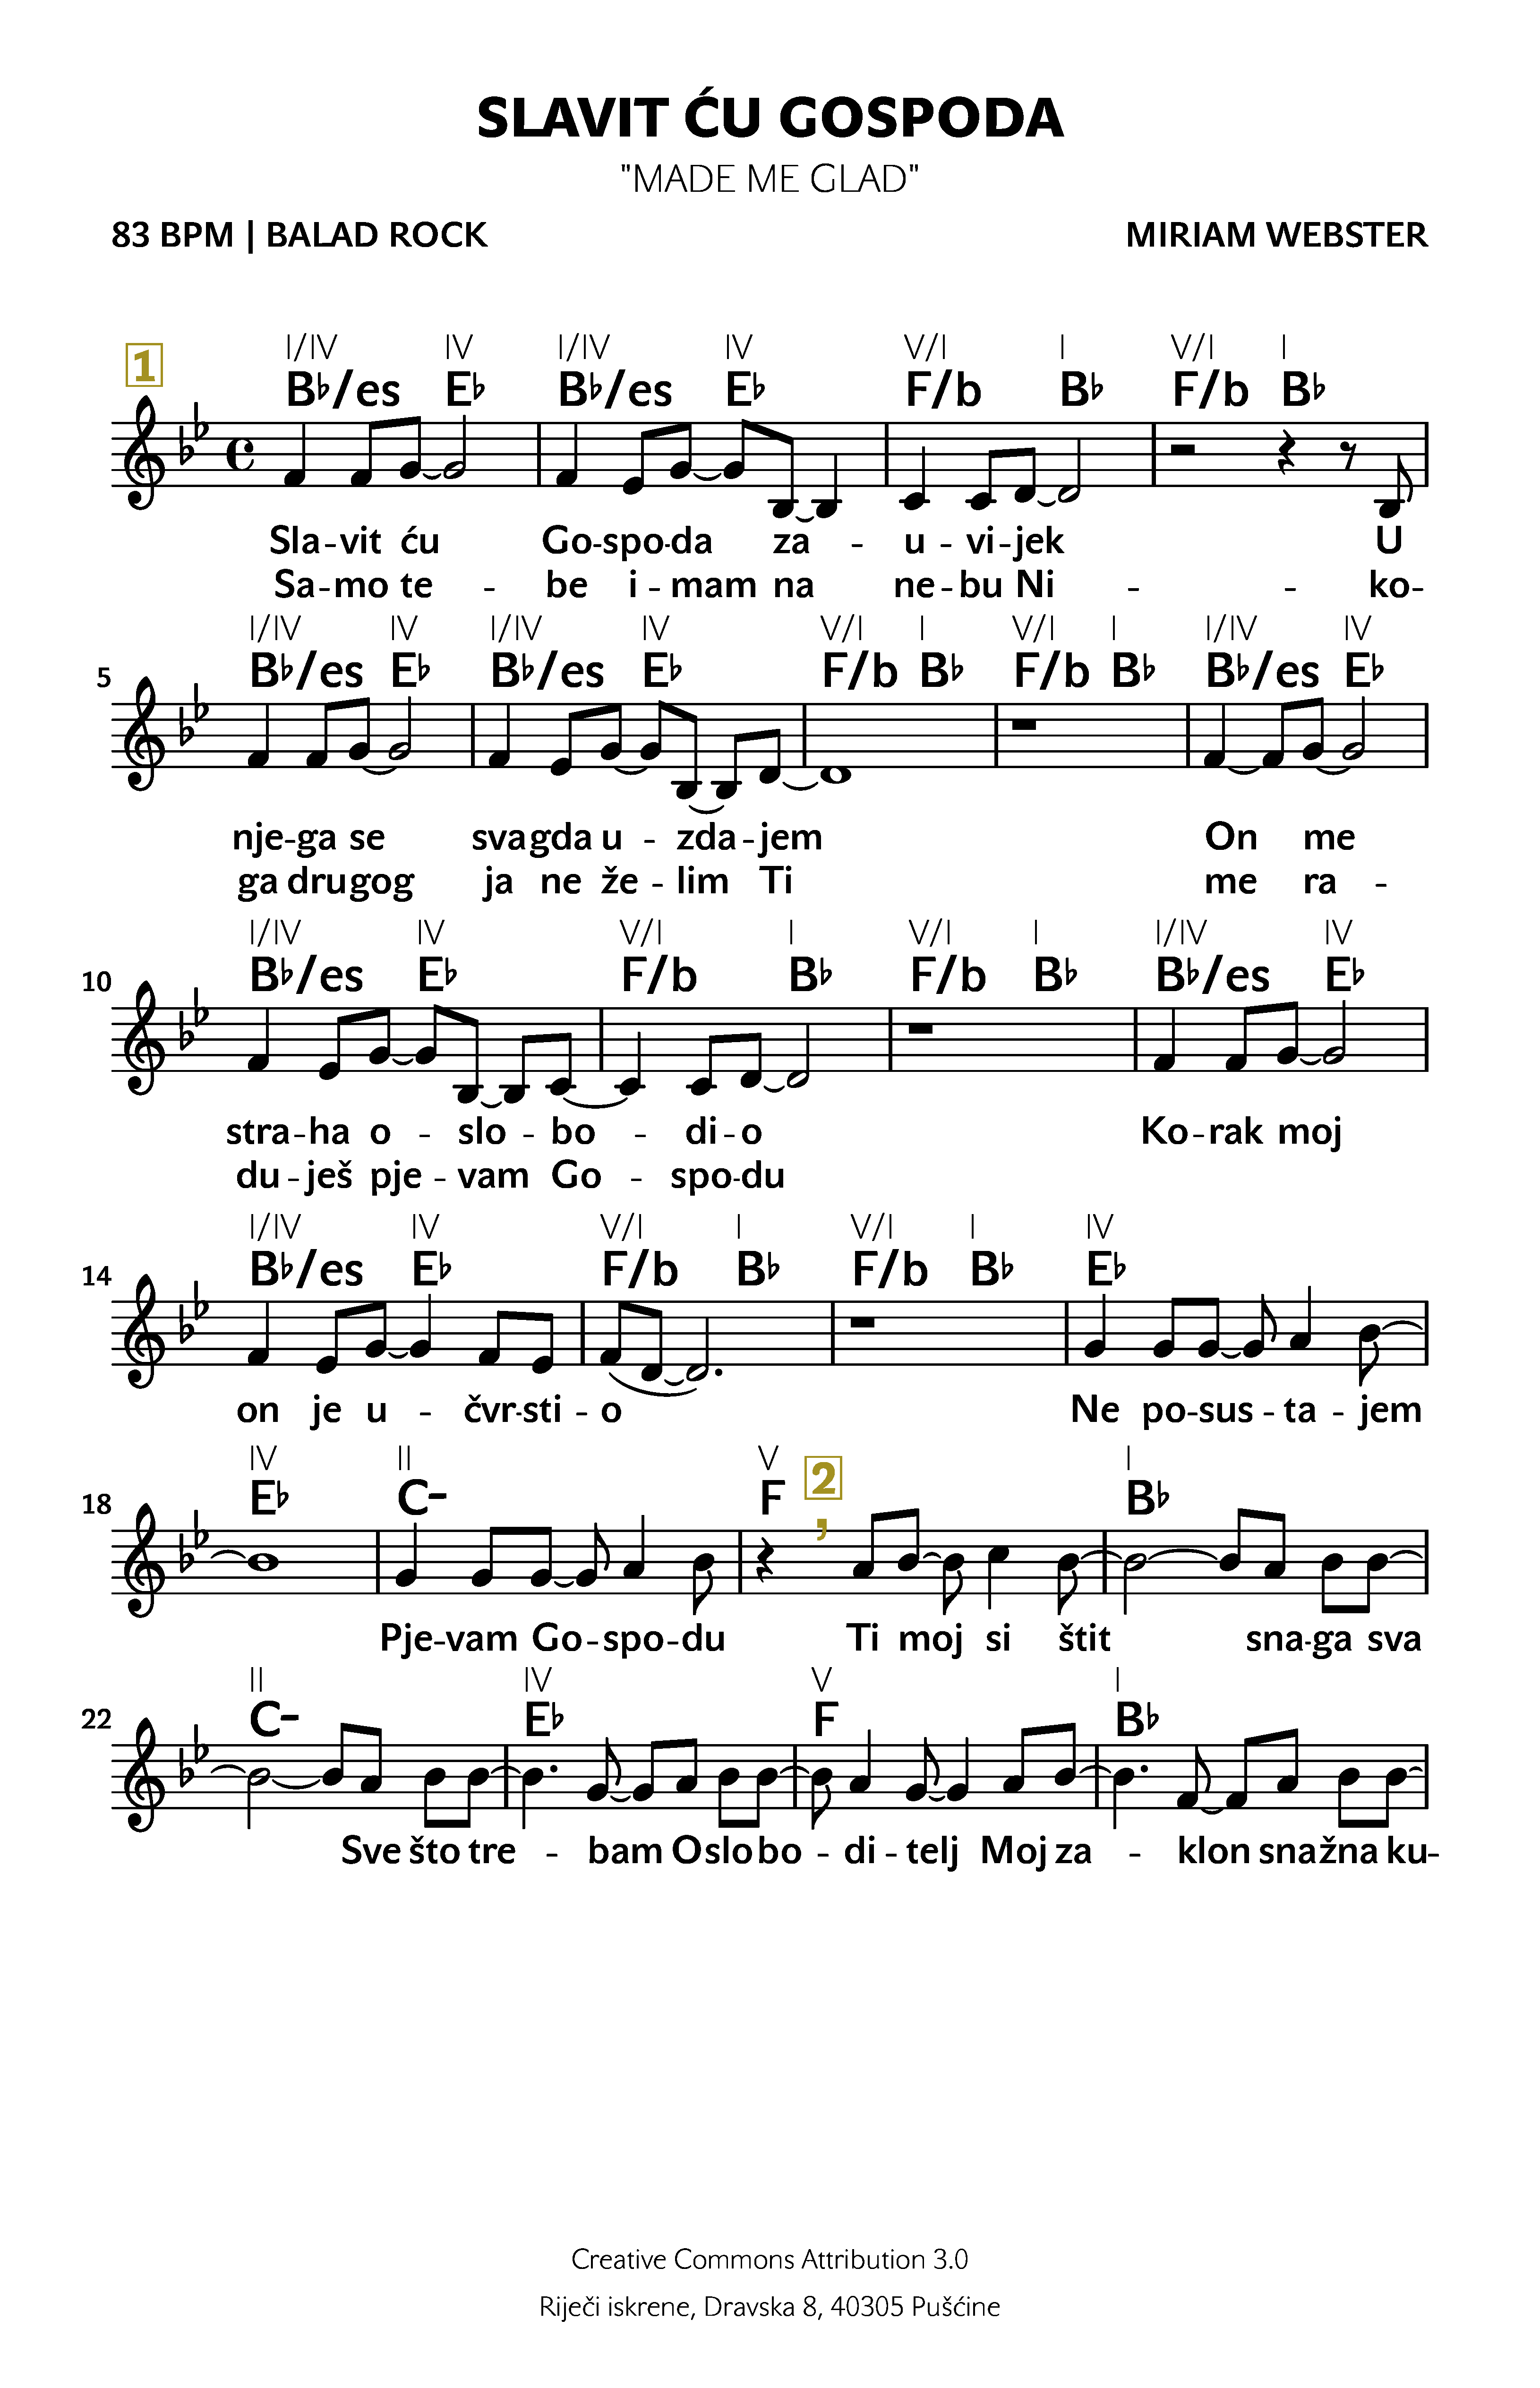 SLAVIT ĆU GOSPODA
"MADE ME GLAD"
83 BPM | BALAD ROCK MIRIAM WEBSTER
1
I/IV IV I/IV IV V/I I V/I I
B♭/es E♭ B♭/es E♭ F/b B♭ F/b B♭
Sla-vit ću Go-spo-da za - u - vi-jek U
Sa-mo te - be i-mam na ne-bu Ni - - ko-
I/IV IV I/IV IV V/I I V/I I I/IV IV
5 B♭/es E♭ B♭/es E♭ F/b B♭ F/b B♭ B♭/es E♭
nje-ga se svagda u - zda-jem On me
ga drugog ja ne že - lim Ti me ra -
I/IV IV V/I I V/I I I/IV IV
10 B♭/es E♭ F/b B♭ F/b B♭ B♭/es E♭
stra-ha o - slo - bo - di-o Ko-rak moj
du-ješ pje - vam Go - spo-du
I/IV IV V/I I V/I I IV
14 B♭/es E♭ F/b B♭ F/b B♭ E♭
on je u - čvr-sti - o Ne po-sus - ta - jem
IV II V 2 I
18 E♭ C- F B♭
Pje-vam Go-spo-du Ti moj si štit sna-ga sva
II IV V I
22 C- E♭ F B♭
Sve što tre - bam Oslobo - di - telj Moj za - klon snažna ku-
Creative Commons Attribution 3.0
Riječi iskrene, Dravska 8, 40305 Pušćine